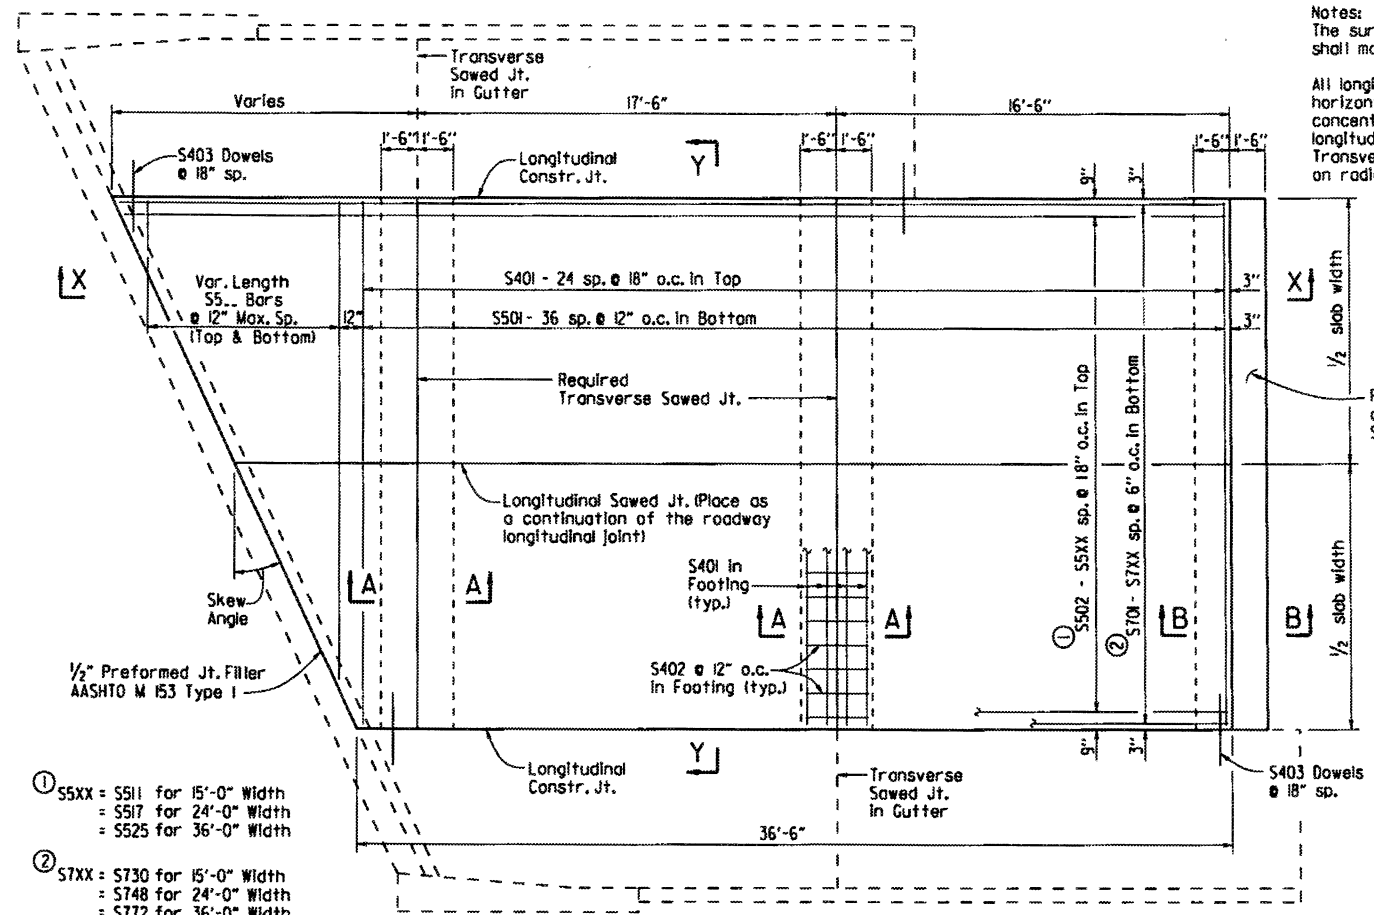 Notes:
The sur
shall mo
All longi
horizon
concent
longitud
Transve
on radi
Transverse
Sawed Jt.
in Gutter
Varies
17'-6"
16'-6"
1'-6" 1'-6"
1'-6" 1'-6"
1'-6" 1'-6"
S403 Dowels
@ 18" sp.
Longitudinal
Constr. Jt.
Y
9"
3"
X
Var. Length
S5__ Bars
@ 12" Max. Sp.
(Top & Bottom)
12"
S401 - 24 sp. @ 18" o.c. in Top
3"
X
S501 - 36 sp. @ 12" o.c. in Bottom
3"
1/2 slab width
Required
Transverse Sawed Jt.
S502 - S5XX sp. @ 18" o.c. in Top
S701 - S7XX sp. @ 6" o.c. in Bottom
Longitudinal Sawed Jt. (Place as
a continuation of the roadway
longitudinal joint)
S401 in
Footing
(typ.)
A
A
A
A
B
B
1
2
Skew
Angle
1/2 slab width
1/2" Preformed Jt. Filler
AASHTO M 153 Type I
S402 @ 12" o.c.
in Footing (typ.)
Y
9"
3"
Longitudinal
Constr. Jt.
Transverse
Sawed Jt.
in Gutter
S403 Dowels
@ 18" sp.
36'-6"
① S5XX = S511 for 15'-0" Width
= S517 for 24'-0" Width
= S525 for 36'-0" Width
② S7XX = S730 for 15'-0" Width
= S748 for 24'-0" Width
= S772 for 36'-0" Width